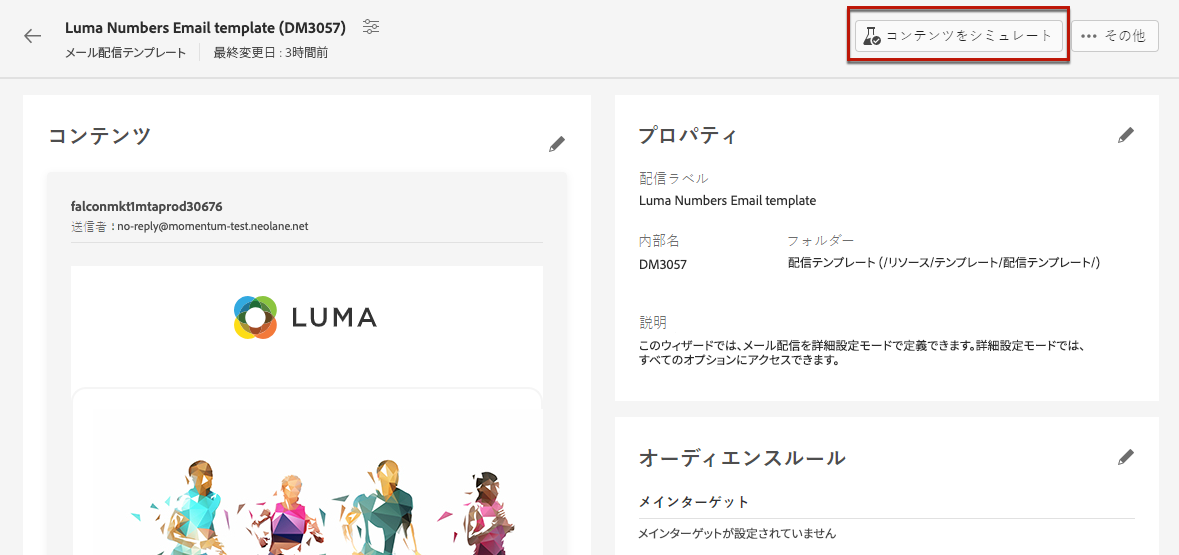 Luma Numbers Email template (DM3057)
メール配信テンプレート
最終変更日 : 3時間前
コンテンツをシミュレート
その他
コンテンツ
falconmkt1mtaprod30676
送信者 : no-reply@momentum-test.neolane.net
LUMA
プロパティ
配信ラベル
Luma Numbers Email template
内部名
フォルダー
DM3057
配信テンプレート (/リソース/テンプレート/配信テンプレート/)
説明
このウィザードでは、メール配信を詳細設定モードで定義できます。詳細設定モードでは、
すべてのオプションにアクセスできます。
オーディエンスルール
メインターゲット
メインターゲットが設定されていません